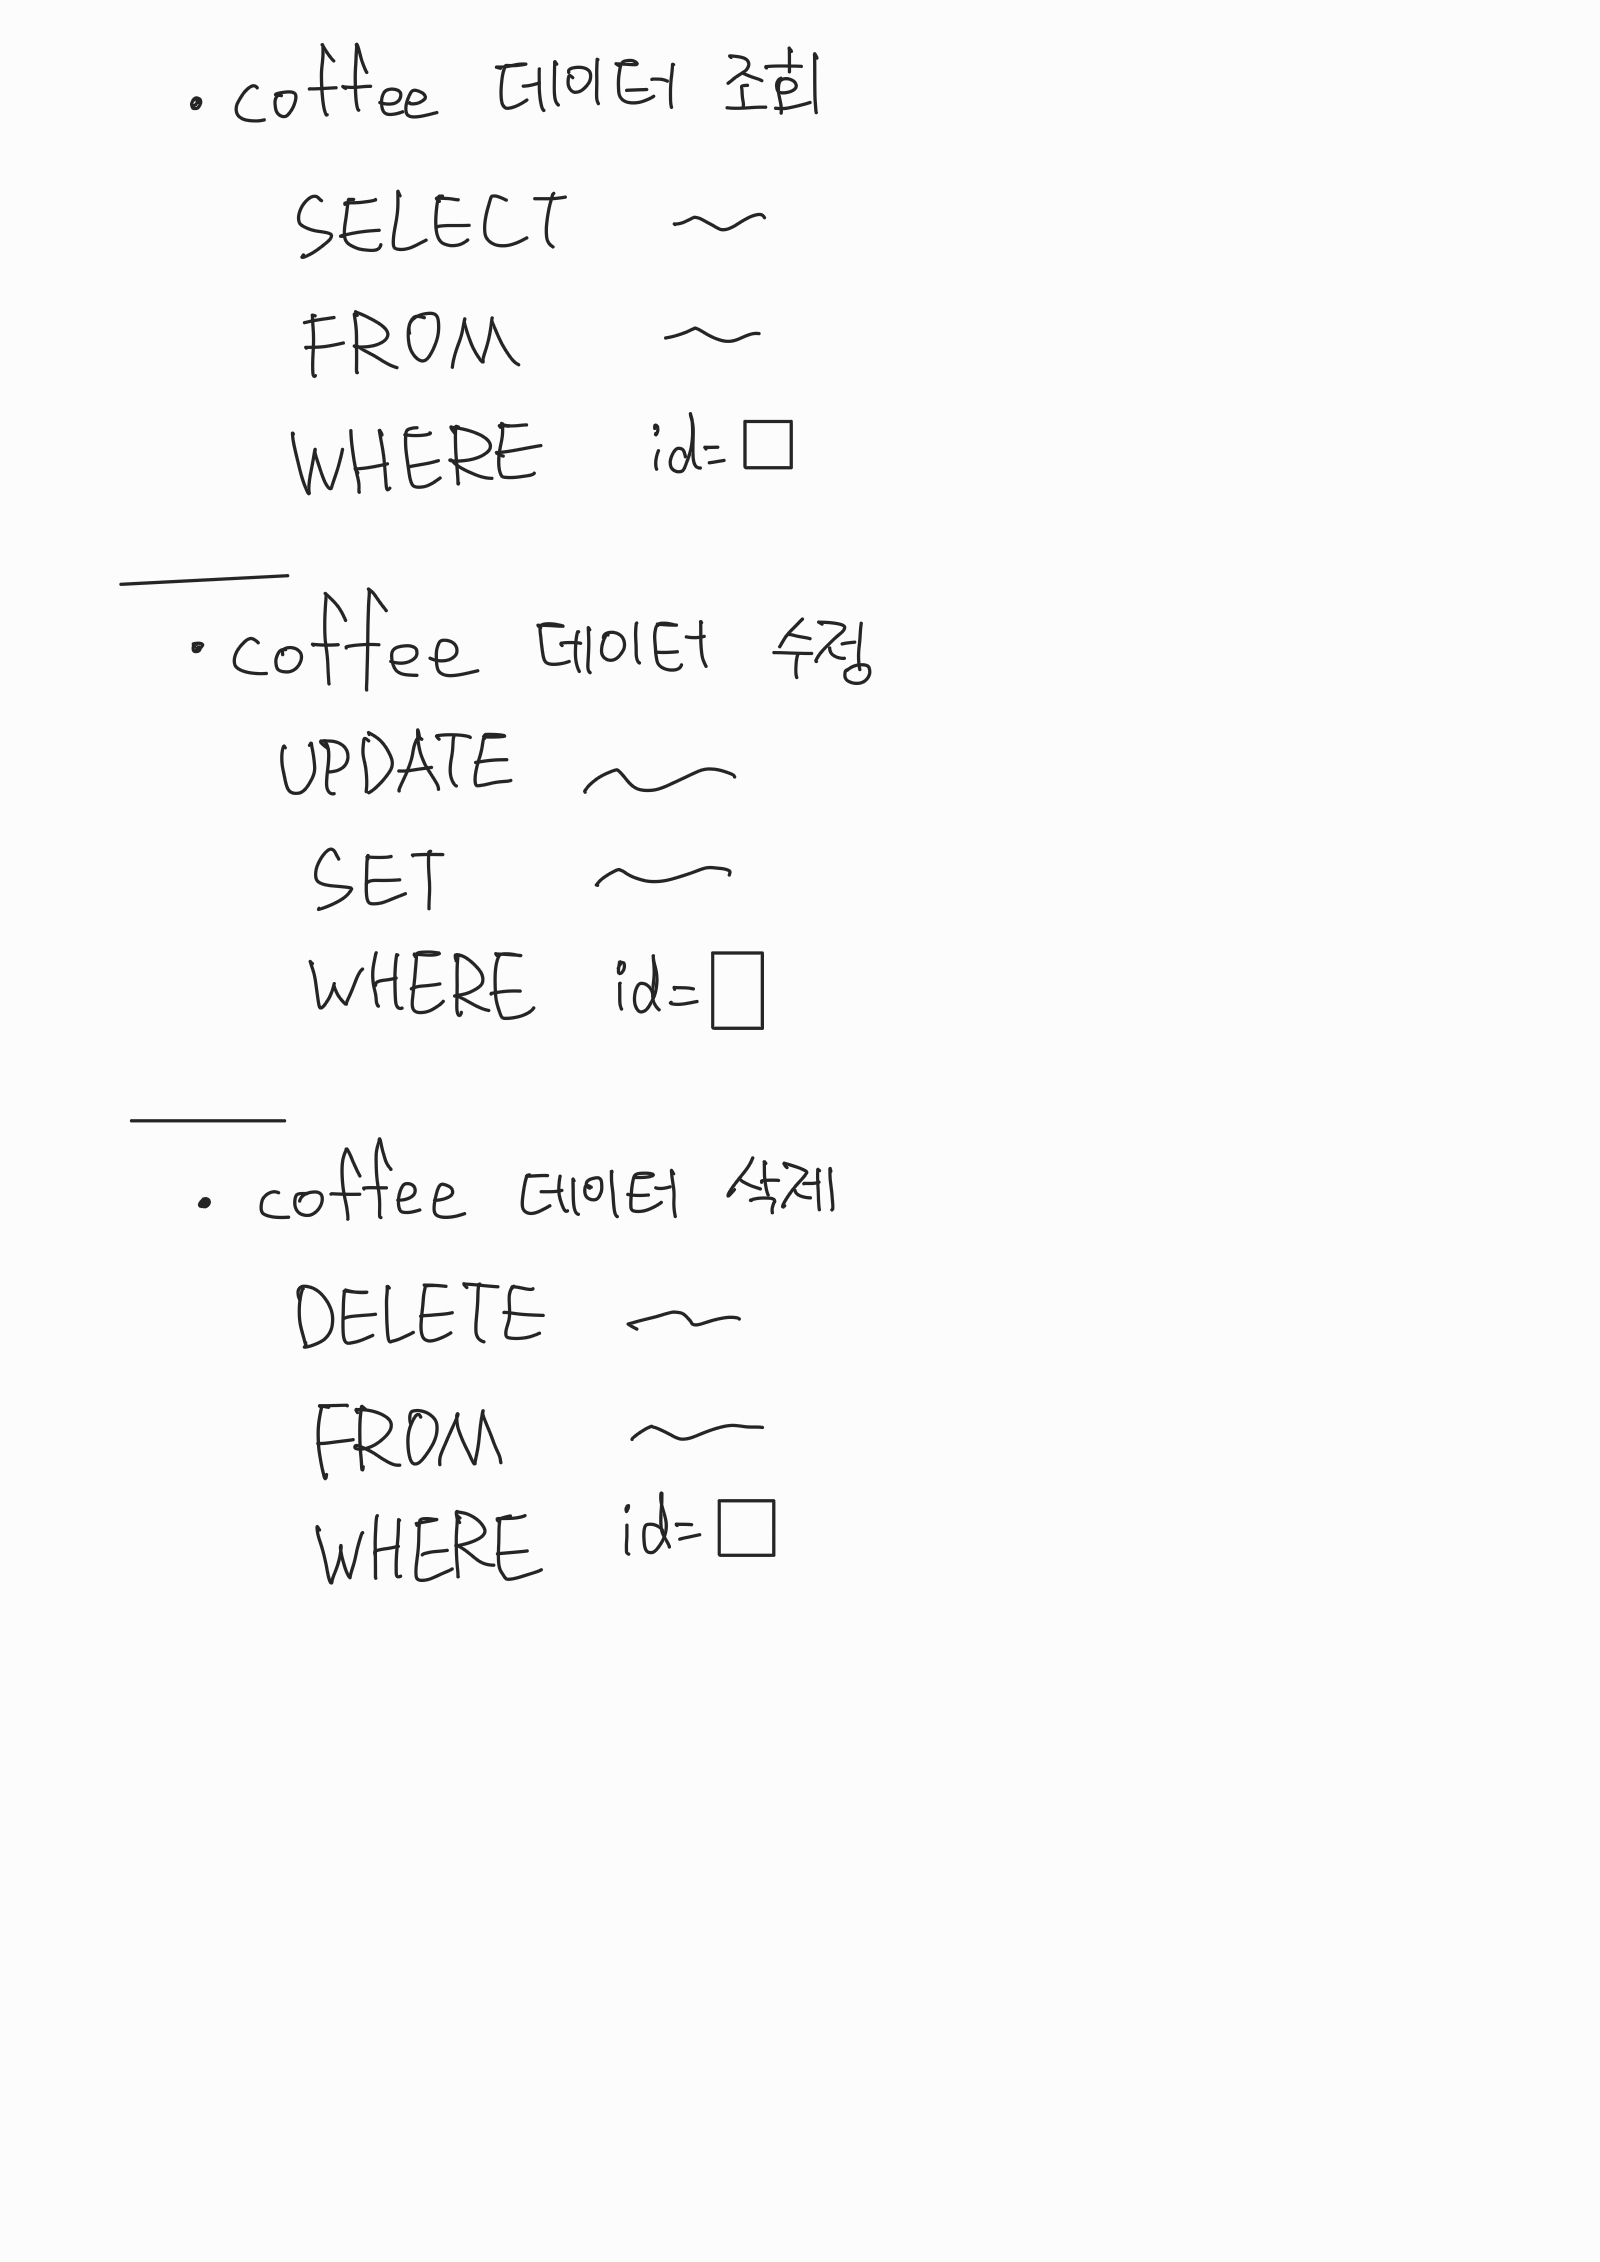 • coffee 데이터 조회
SELECT ~
FROM ~
WHERE id= □
• coffee 데이터 수정
UPDATE ~
SET ~
WHERE id= □
• coffee 데이터 삭제
DELETE ~
FROM ~
WHERE id= □